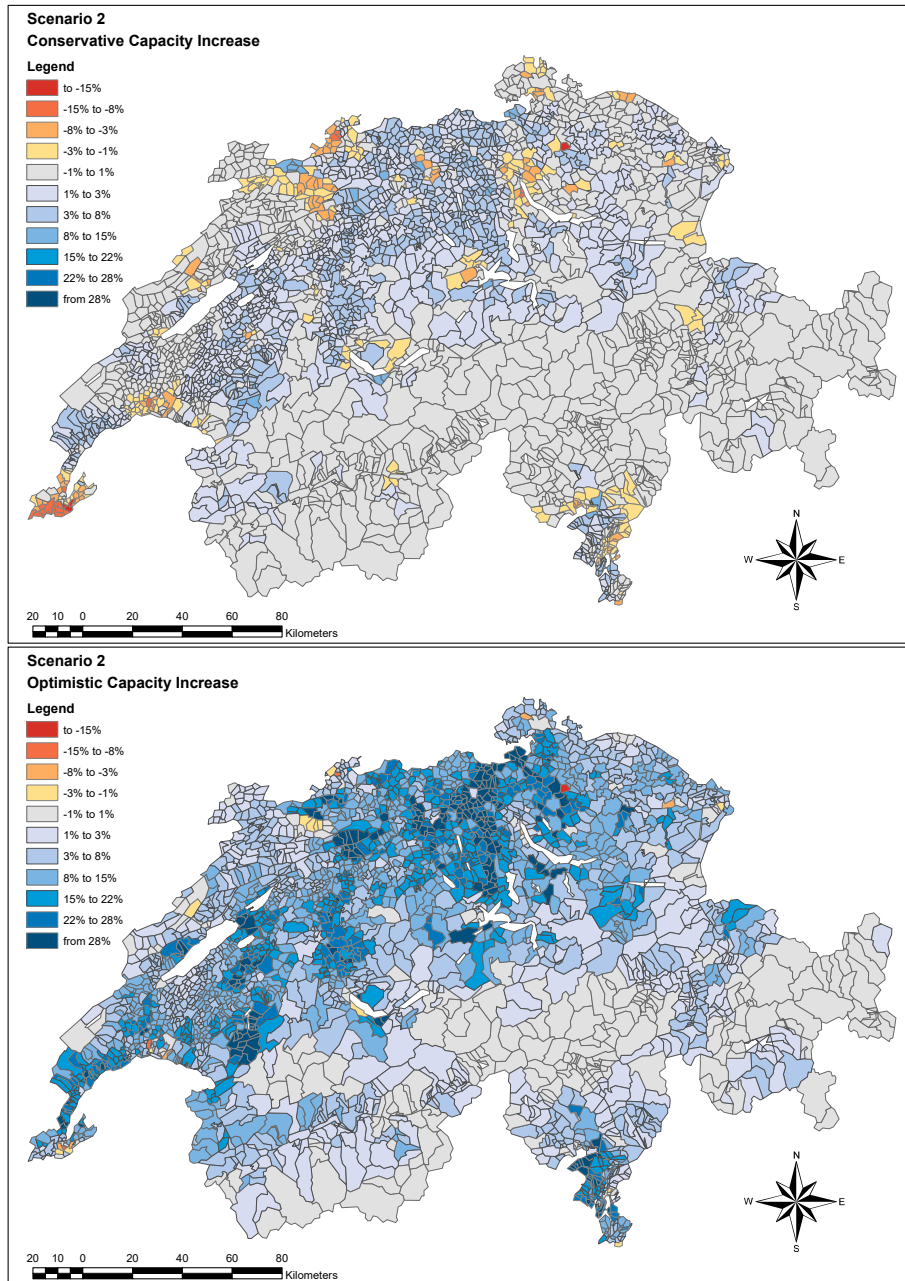 Scenario 2
Conservative Capacity Increase
Legend
to -15%
-15% to -8%
-8% to -3%
-3% to -1%
-1% to 1%
1% to 3%
3% to 8%
8% to 15%
15% to 22%
22% to 28%
from 28%
N
W E
S
20 10 0 20 40 60 80
Kilometers
Scenario 2
Optimistic Capacity Increase
Legend
to -15%
-15% to -8%
-8% to -3%
-3% to -1%
-1% to 1%
1% to 3%
3% to 8%
8% to 15%
15% to 22%
22% to 28%
from 28%
N
W E
S
20 10 0 20 40 60 80
Kilometers